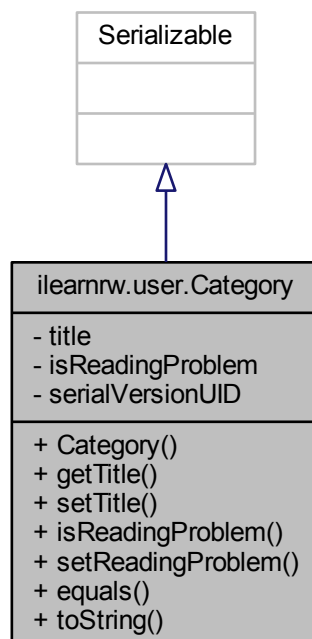 Serializable
ilearnrw.user.Category
- title
- isReadingProblem
- serialVersionUID
+ Category()
+ getTitle()
+ setTitle()
+ isReadingProblem()
+ setReadingProblem()
+ equals()
+ toString()